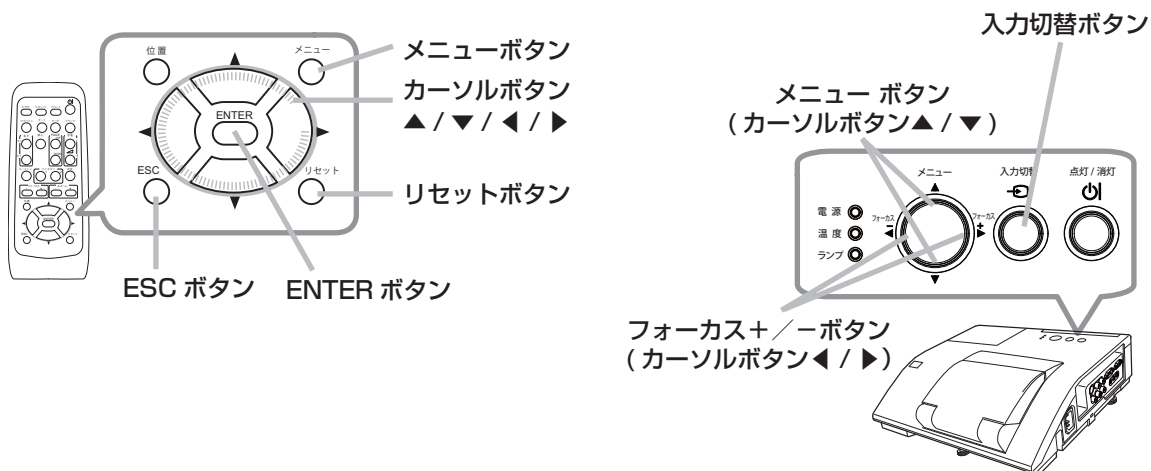 位置
メニュー
ENTER
ESC
リセット
メニューボタン
カーソルボタン
▲ / ▼ / ◀ / ▶
リセットボタン
ESC ボタン
ENTER ボタン
入力切替ボタン
メニュー ボタン
( カーソルボタン▲ / ▼ )
メニュー
入力切替
点灯 / 消灯
電 源
温 度
ランプ
フォーカス
フォーカス
フォーカス＋／－ボタン
( カーソルボタン◀ / ▶)